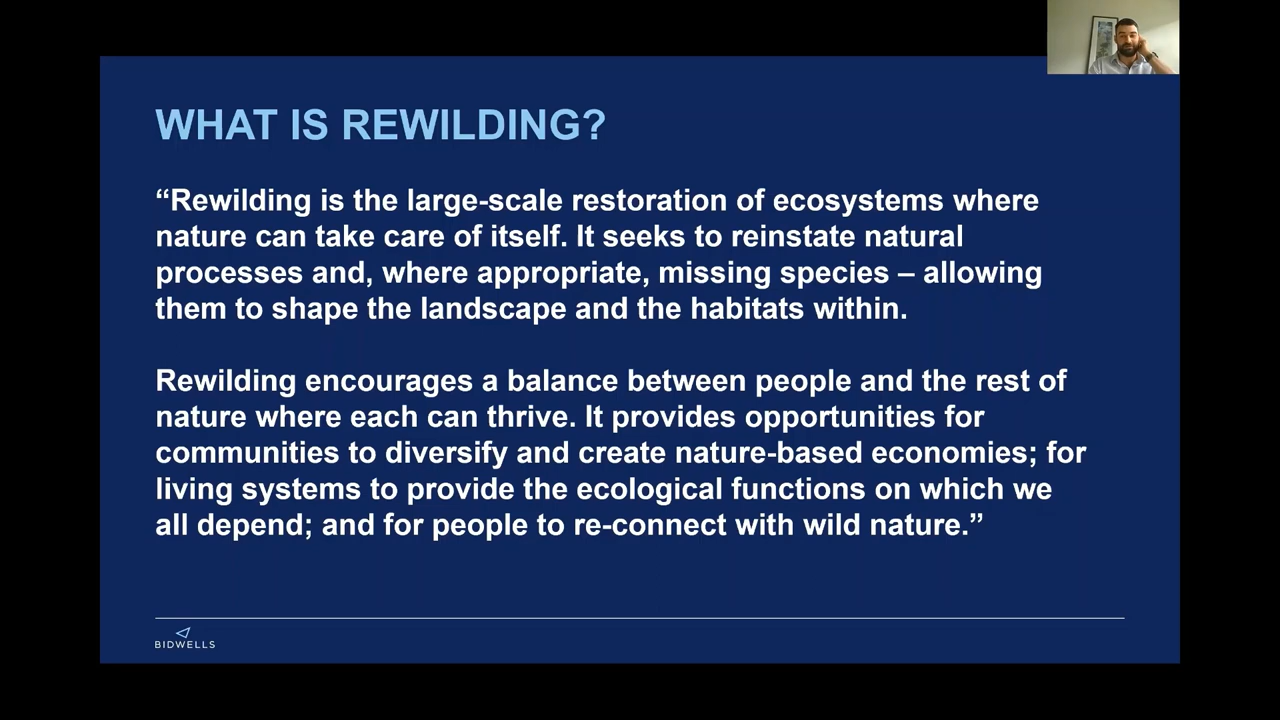 WHAT IS REWILDING?
“Rewilding is the large-scale restoration of ecosystems where
nature can take care of itself. It seeks to reinstate natural
processes and, where appropriate, missing species – allowing
them to shape the landscape and the habitats within.
Rewilding encourages a balance between people and the rest of
nature where each can thrive. It provides opportunities for
communities to diversify and create nature-based economies; for
living systems to provide the ecological functions on which we
all depend; and for people to re-connect with wild nature.”
BIDWELLS